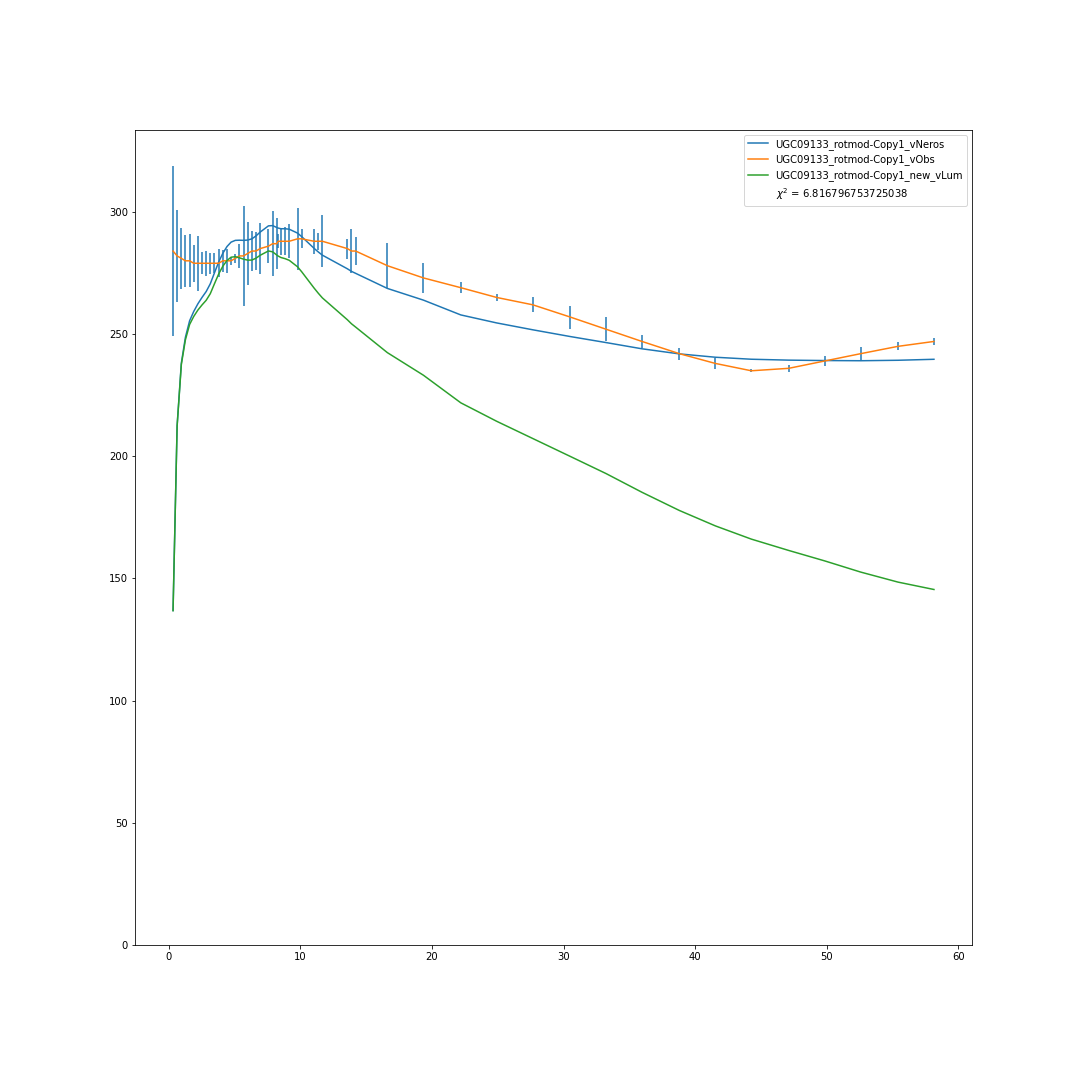 UGC09133_rotmod-Copy1_vNeros
UGC09133_rotmod-Copy1_vObs
UGC09133_rotmod-Copy1_new_vLum
χ² = 6.816796753725038
300
250
200
150
100
50
0
0 10 20 30 40 50 60